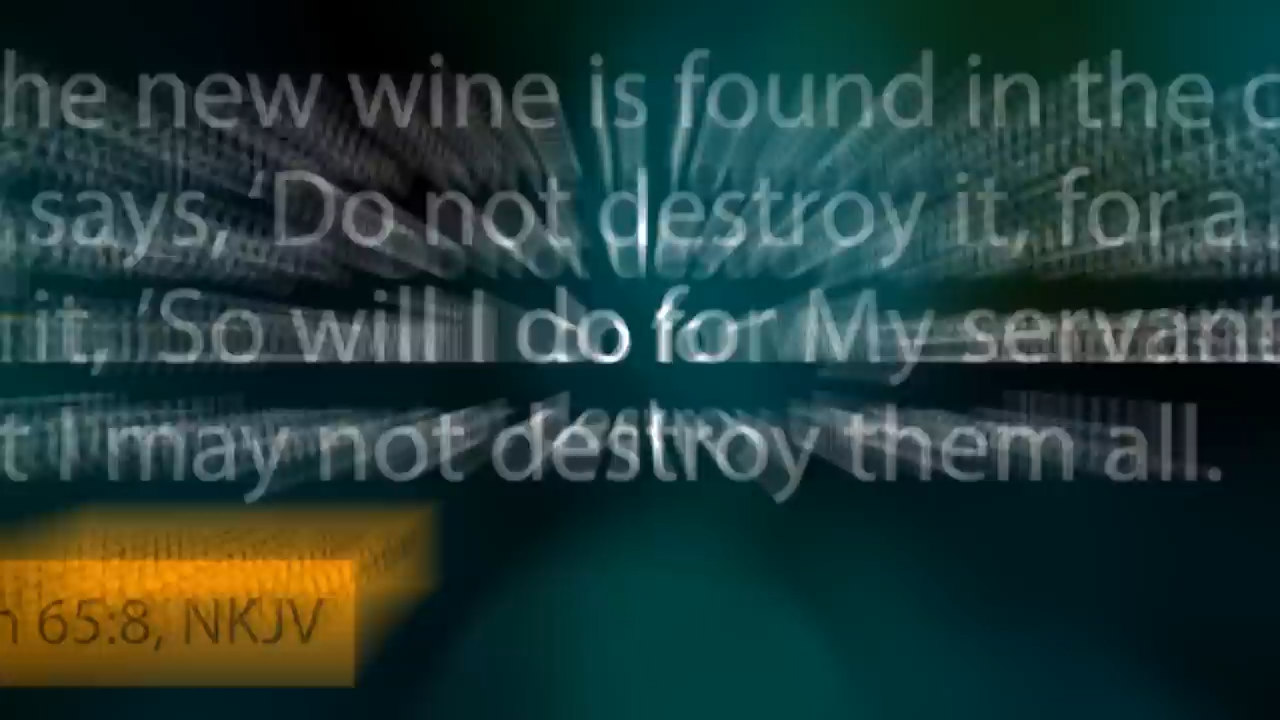 he new wine is found in the c
says, ‘Do not destroy it, for a
it, ’So will I do for My servant
t I may not destroy them all.
h 65:8, NKJV